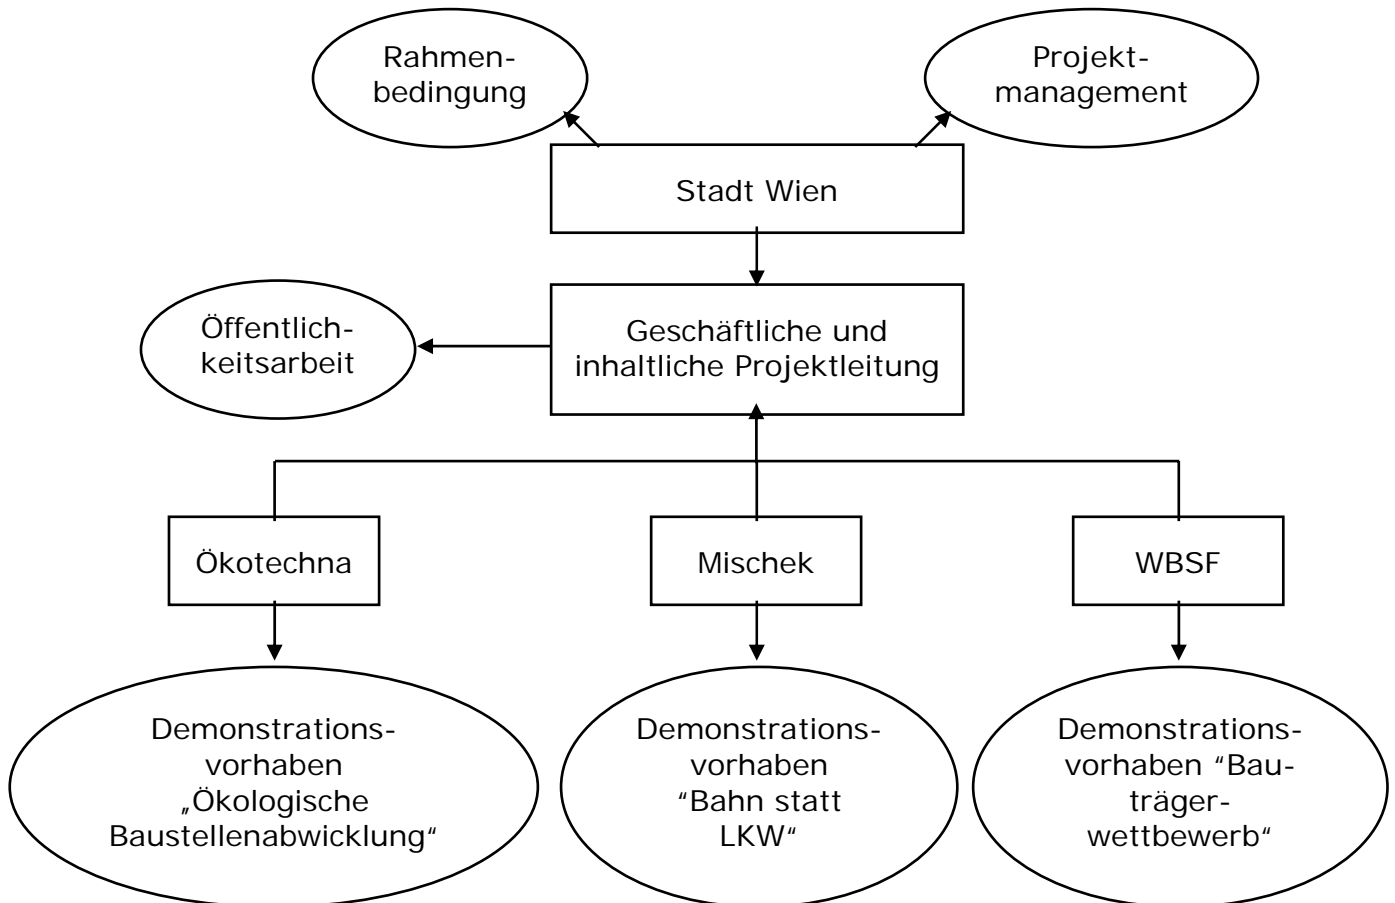 Rahmen-
bedingung
Projekt-
management
Stadt Wien
Öffentlich-
keitsarbeit
Geschäftliche und
inhaltliche Projektleitung
Ökotechna
Mischek
WBSF
Demonstrations-
vorhaben
„Ökologische
Baustellenabwicklung“
Demonstrations-
vorhaben
“Bahn statt
LKW“
Demonstrations-
vorhaben “Bau-
träger-
wettbewerb“